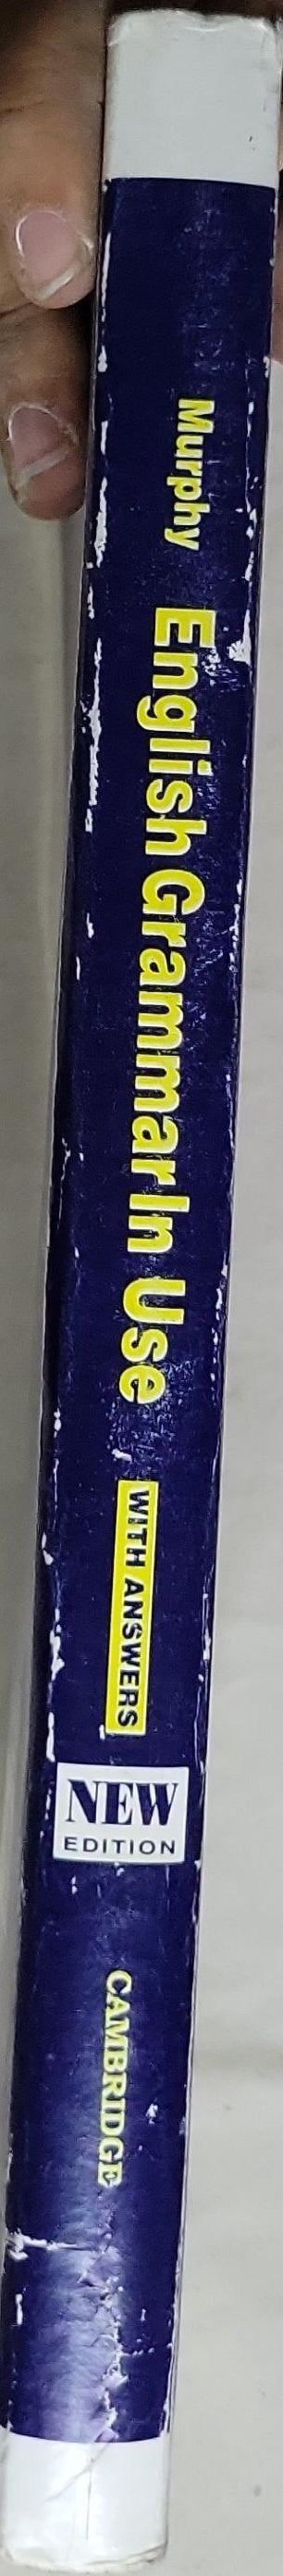 Murphy
English Grammar In Use
WITH ANSWERS
NEW
EDITION
CAMBRIDGE